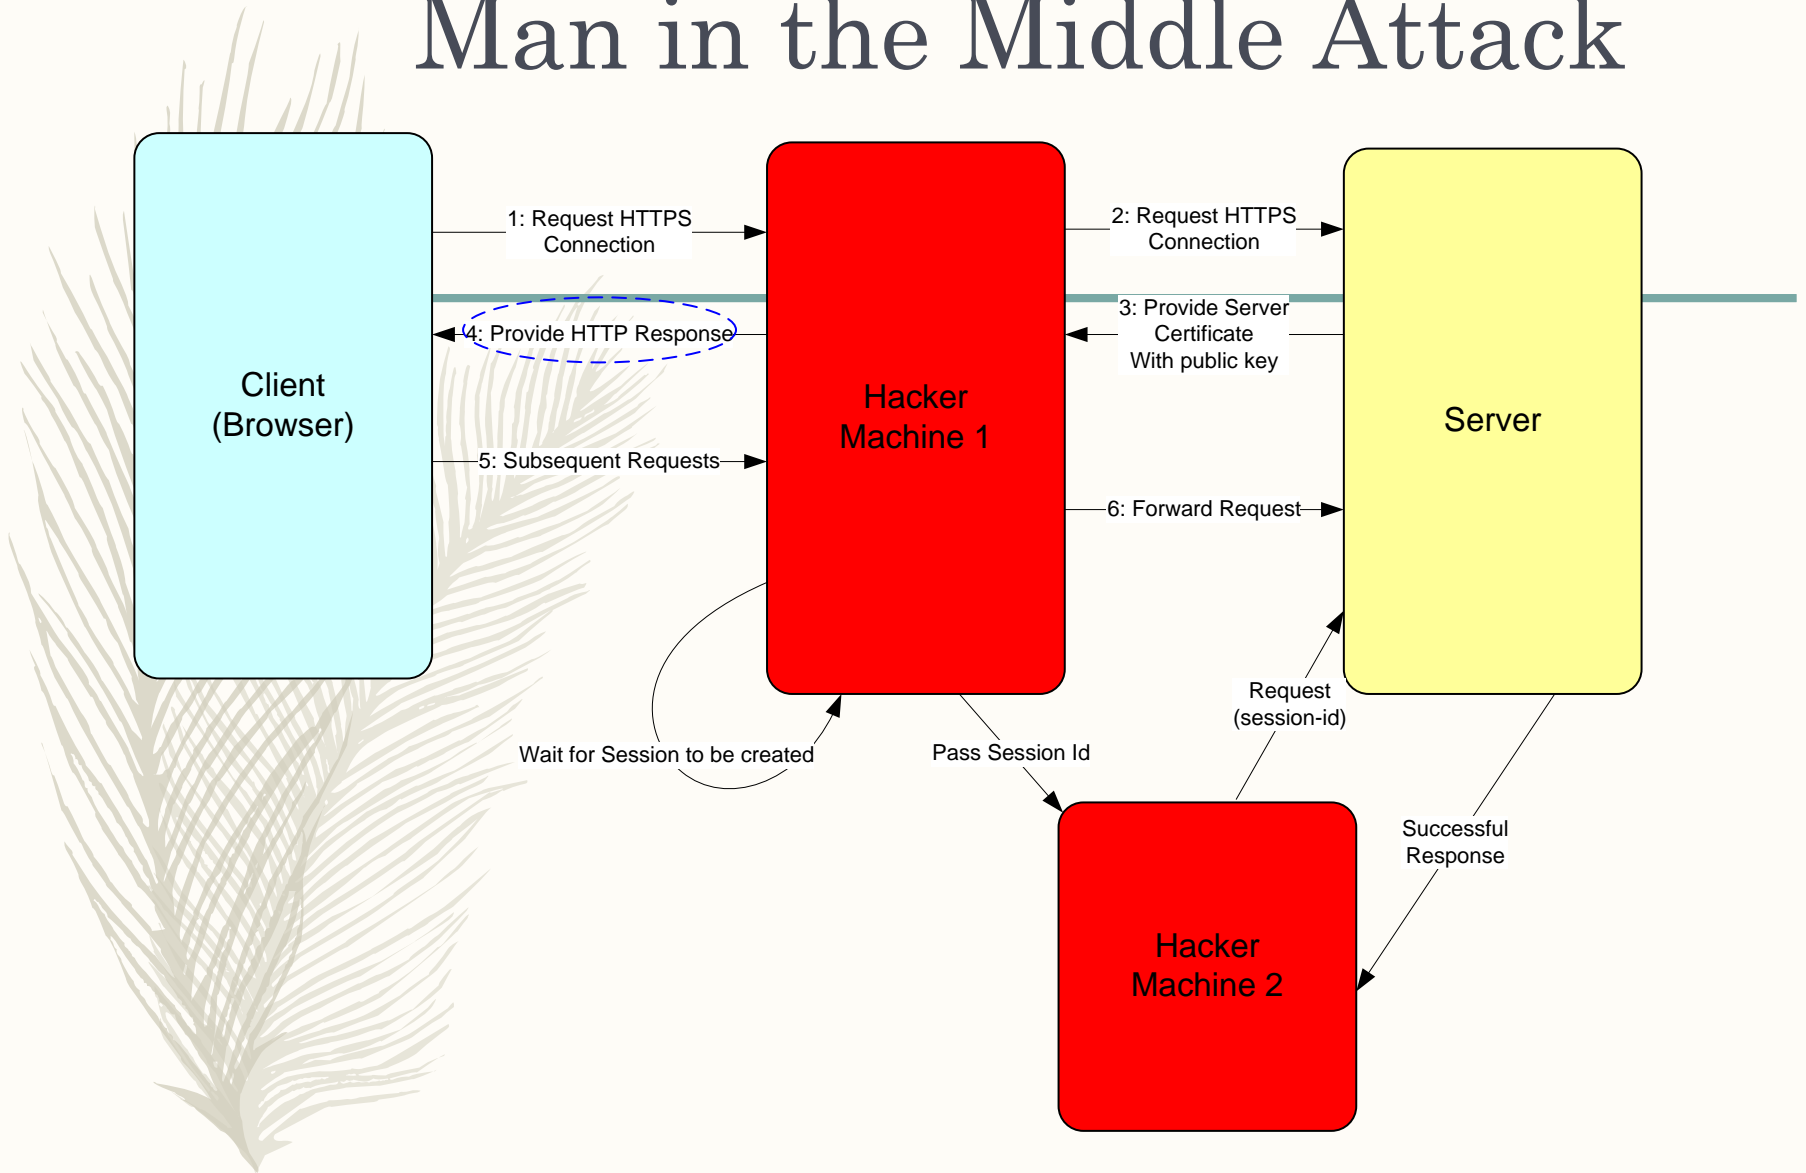 Man in the Middle Attack
1: Request HTTPS
Connection
2: Request HTTPS
Connection
3: Provide Server
Certificate
With public key
4: Provide HTTP Response
Client
(Browser)
Hacker
Machine 1
Server
5: Subsequent Requests
6: Forward Request
Request
(session-id)
Wait for Session to be created
Pass Session Id
Successful
Response
Hacker
Machine 2